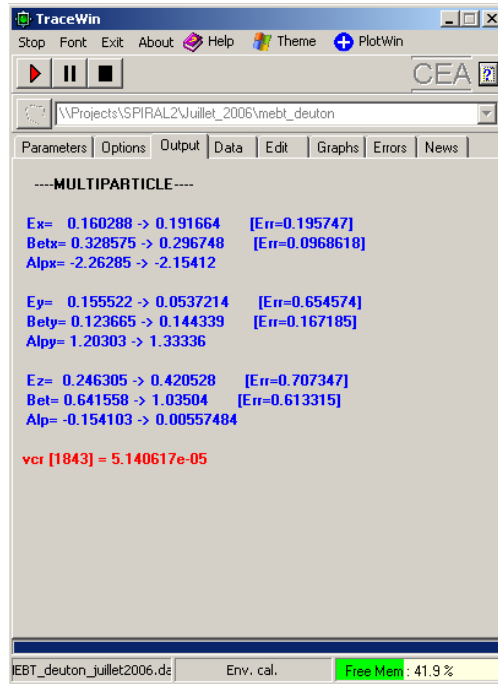 TraceWin
Stop Font Exit About Help Theme PlotWin
CEA
\\Projects\SPIRAL2\Juillet_2006\mebt_deuton
Parameters Options Output Data Edit Graphs Errors News
----MULTIPARTICLE----
Ex= 0.160288 -> 0.191664 [Err=0.195747]
Betx= 0.328575 -> 0.296748 [Err=0.0968618]
Alpx= -2.26285 -> -2.15412
Ey= 0.155522 -> 0.0537214 [Err=0.654574]
Bety= 0.123665 -> 0.144339 [Err=0.167185]
Alpy= 1.20303 -> 1.33336
Ez= 0.246305 -> 0.420528 [Err=0.707347]
Bet= 0.641558 -> 1.03504 [Err=0.613315]
Alp= -0.154103 -> 0.00557484
vcr [1843] = 5.140617e-05
IEBT_deuton_juillet2006.da Env. cal. Free Mem : 41.9 %